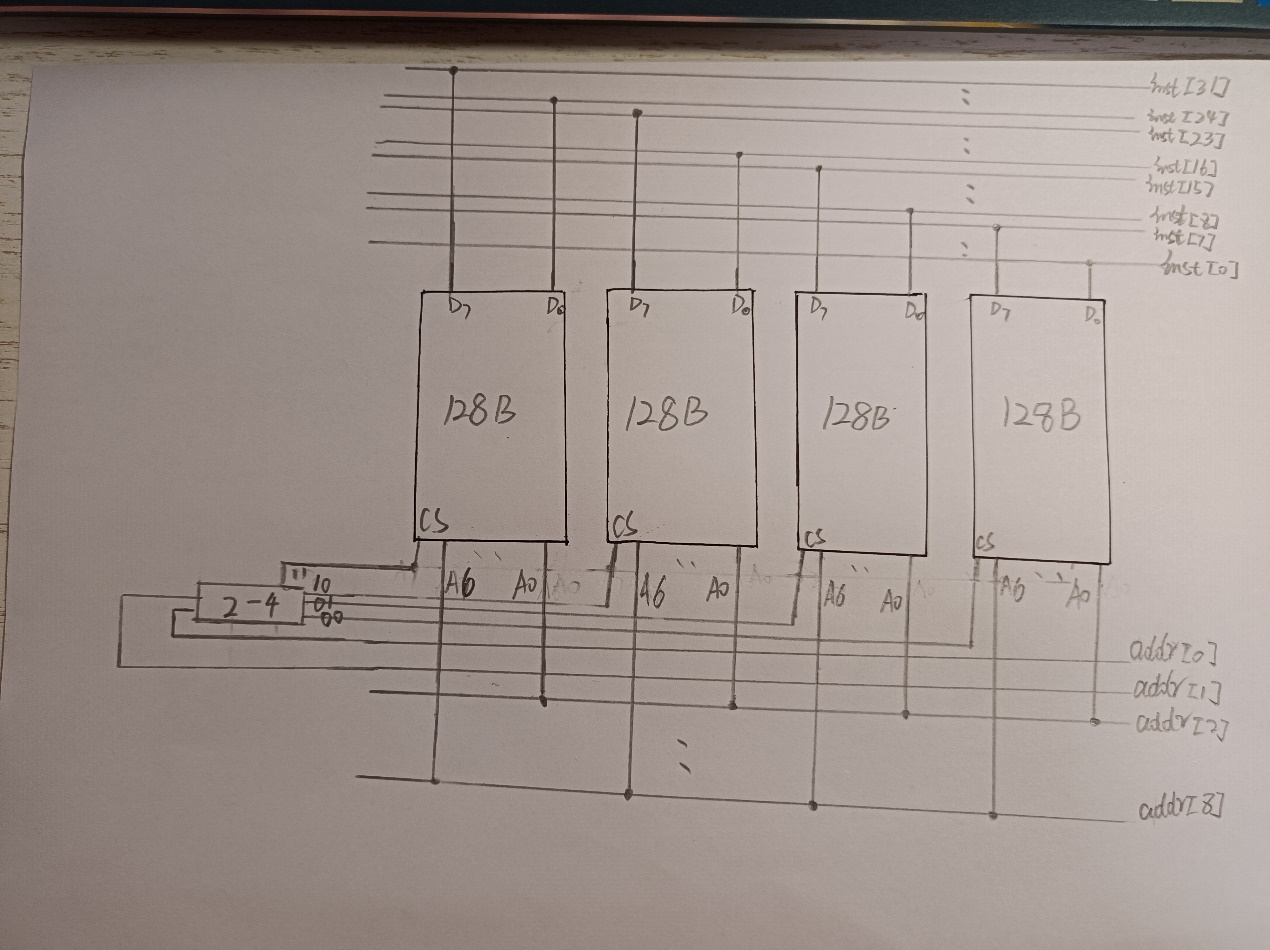 inst[31]
inst[24]
inst[23]
inst[16]
inst[15]
inst[8]
inst[7]
inst[0]
D7 D0 D7 D0 D7 D0 D7 D0
128B 128B 128B 128B
CS CS CS CS
11
10
01
00
2-4
A6 A0 A6 A0 A6 A0 A6 A0
addr[0]
addr[1]
addr[2]
addr[8]